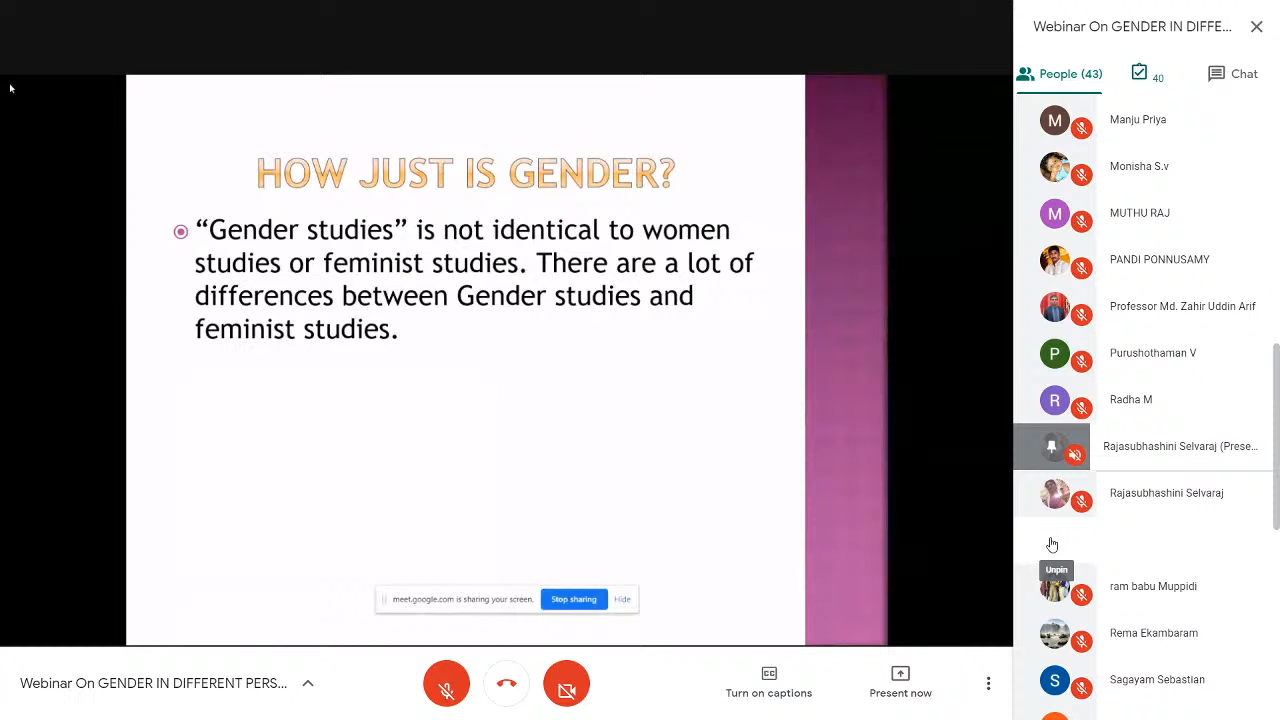 Webinar On GENDER IN DIFFE...
People (43)
40
Chat
HOW JUST IS GENDER?
“Gender studies” is not identical to women
studies or feminist studies. There are a lot of
differences between Gender studies and
feminist studies.
meet.google.com is sharing your screen.
Stop sharing
Hide
M
Manju Priya
Monisha S.v
M
MUTHU RAJ
PANDI PONNUSAMY
Professor Md. Zahir Uddin Arif
P
Purushothaman V
R
Radha M
Rajasubhashini Selvaraj (Prese...
Rajasubhashini Selvaraj
Unpin
ram babu Muppidi
Rema Ekambaram
S
Sagayam Sebastian
Webinar On GENDER IN DIFFERENT PERS...
CC
Turn on captions
Present now